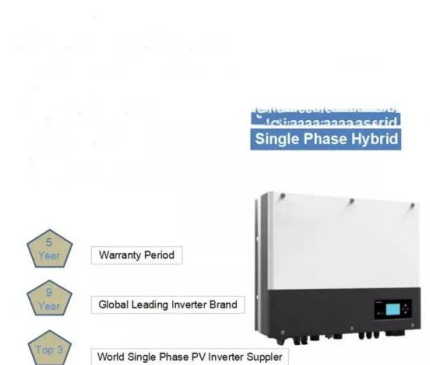 Single Phase Hybrid
5
Year
Warranty Period
9
Year
Global Leading Inverter Brand
Top 3
World Single Phase PV Inverter Suppler